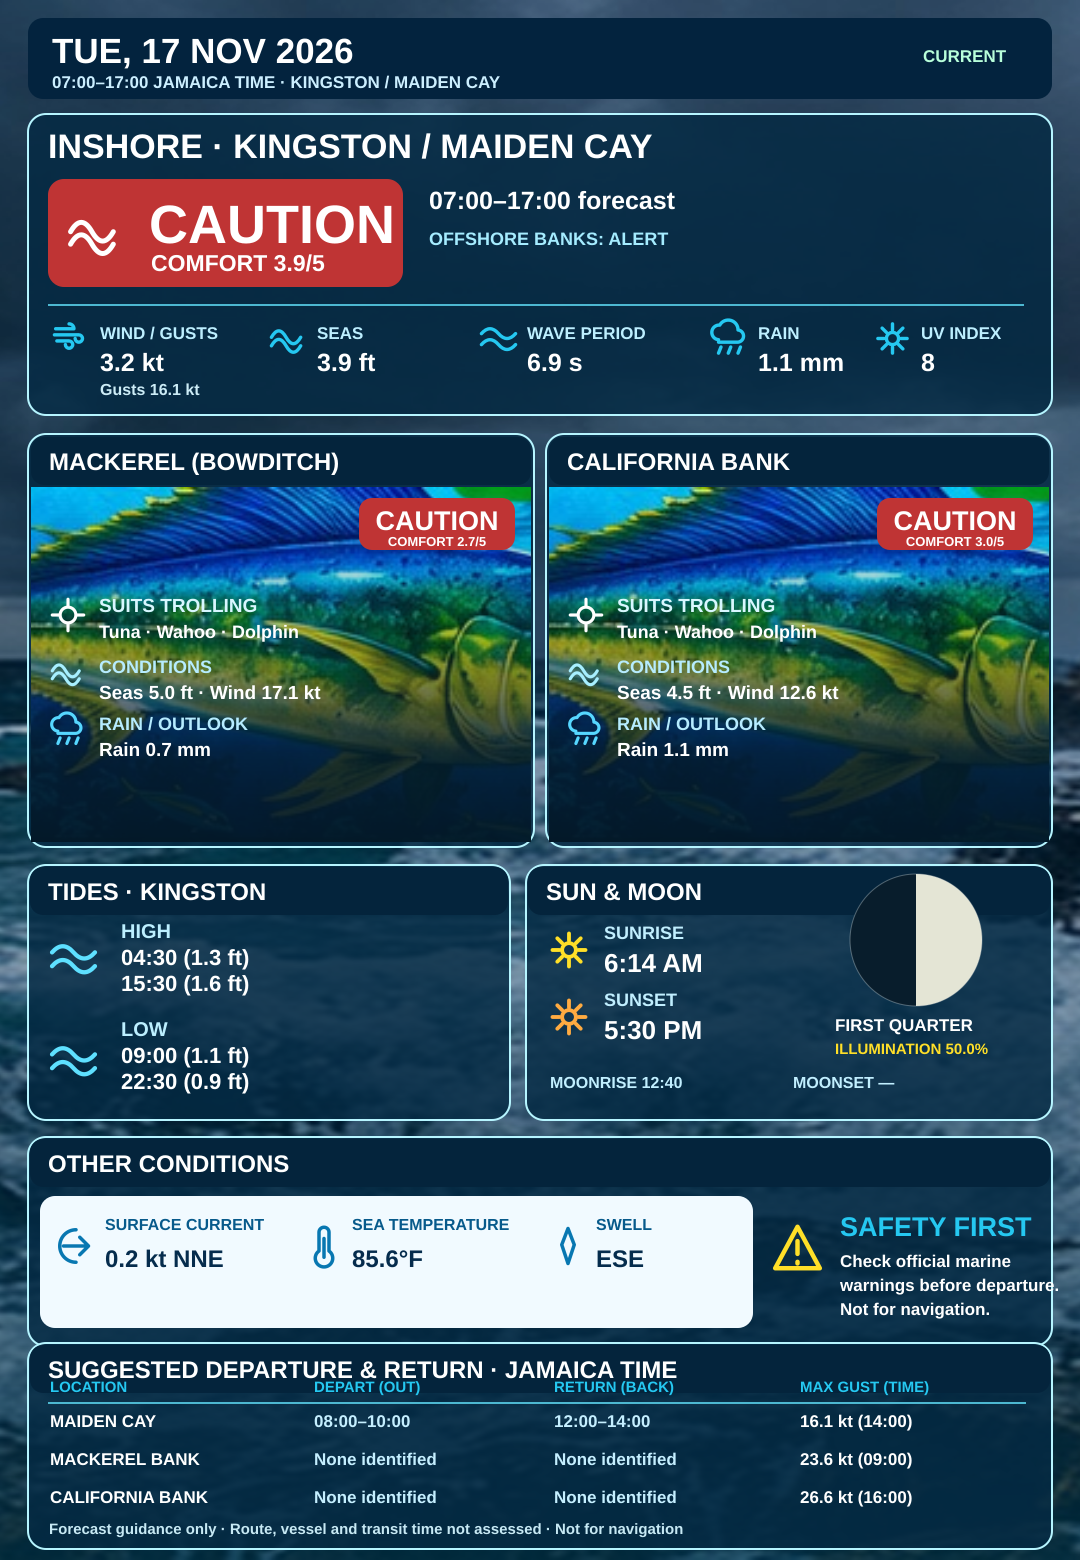 TUE, 17 NOV 2026
07:00–17:00 JAMAICA TIME · KINGSTON / MAIDEN CAY
CURRENT
INSHORE · KINGSTON / MAIDEN CAY
CAUTION
COMFORT 3.9/5
07:00–17:00 forecast
OFFSHORE BANKS: ALERT
WIND / GUSTS
3.2 kt
Gusts 16.1 kt
SEAS
3.9 ft
WAVE PERIOD
6.9 s
RAIN
1.1 mm
UV INDEX
8
MACKEREL (BOWDITCH)
CAUTION
COMFORT 2.7/5
SUITS TROLLING
Tuna · Wahoo · Dolphin
CONDITIONS
Seas 5.0 ft · Wind 17.1 kt
RAIN / OUTLOOK
Rain 0.7 mm
CALIFORNIA BANK
CAUTION
COMFORT 3.0/5
SUITS TROLLING
Tuna · Wahoo · Dolphin
CONDITIONS
Seas 4.5 ft · Wind 12.6 kt
RAIN / OUTLOOK
Rain 1.1 mm
TIDES · KINGSTON
HIGH
04:30 (1.3 ft)
15:30 (1.6 ft)
LOW
09:00 (1.1 ft)
22:30 (0.9 ft)
SUN & MOON
SUNRISE
6:14 AM
SUNSET
5:30 PM
FIRST QUARTER
ILLUMINATION 50.0%
MOONRISE 12:40
MOONSET —
OTHER CONDITIONS
SURFACE CURRENT
0.2 kt NNE
SEA TEMPERATURE
85.6°F
SWELL
ESE
SAFETY FIRST
Check official marine
warnings before departure.
Not for navigation.
SUGGESTED DEPARTURE & RETURN · JAMAICA TIME
LOCATION DEPART (OUT) RETURN (BACK) MAX GUST (TIME)
MAIDEN CAY 08:00–10:00 12:00–14:00 16.1 kt (14:00)
MACKEREL BANK None identified None identified 23.6 kt (09:00)
CALIFORNIA BANK None identified None identified 26.6 kt (16:00)
Forecast guidance only · Route, vessel and transit time not assessed · Not for navigation